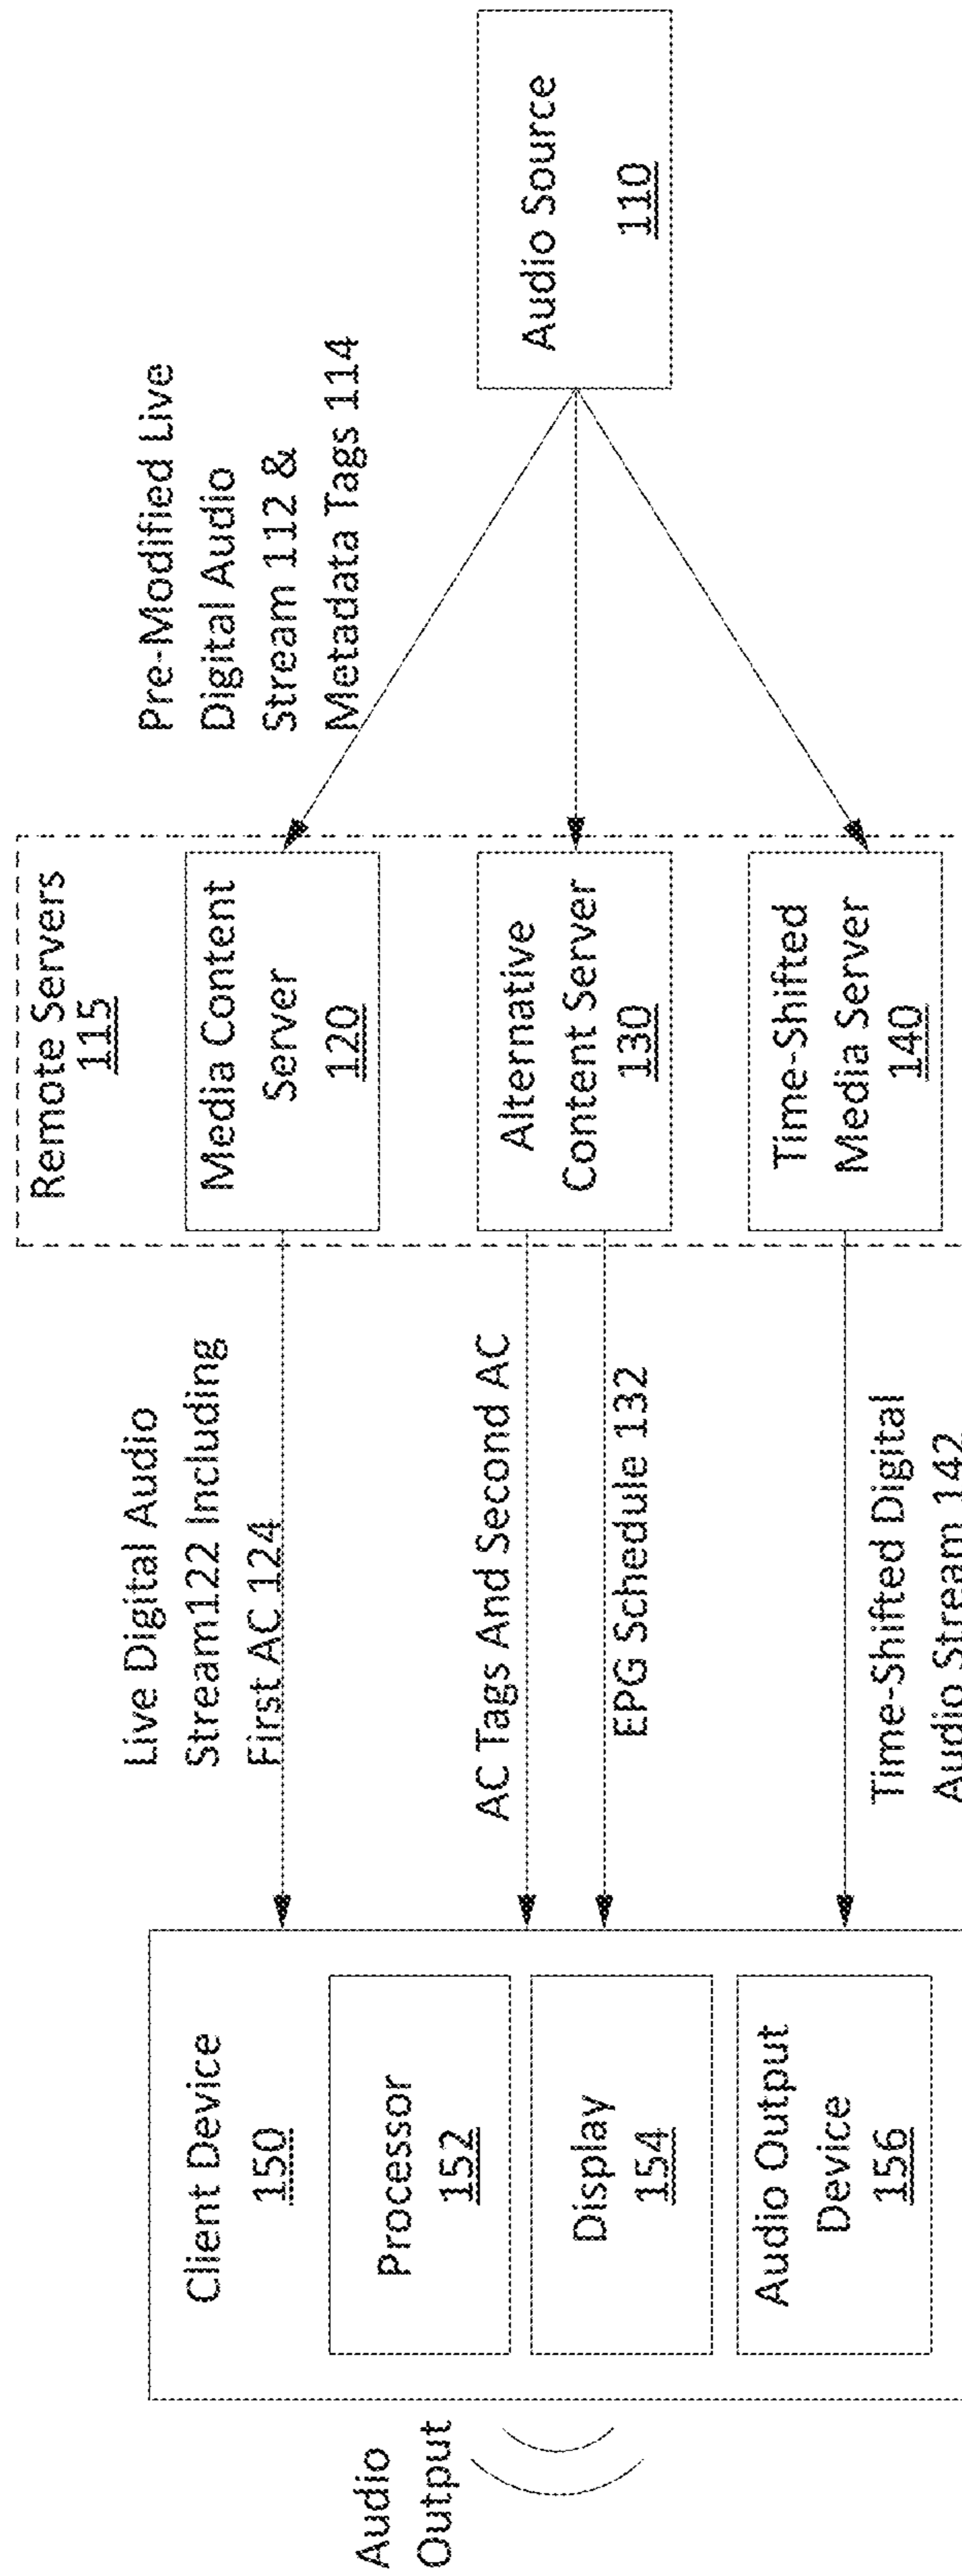 Audio
Output
Client Device
150
Processor
152
Display
154
Audio Output
Device
156
Live Digital Audio
Stream122 Including
First AC 124
AC Tags And Second AC
EPG Schedule 132
Time-Shifted Digital
Audio Stream 142
Remote Servers
115
Media Content
Server
120
Alternative
Content Server
130
Time-Shifted
Media Server
140
Pre-Modified Live
Digital Audio
Stream 112 &
Metadata Tags 114
Audio Source
110